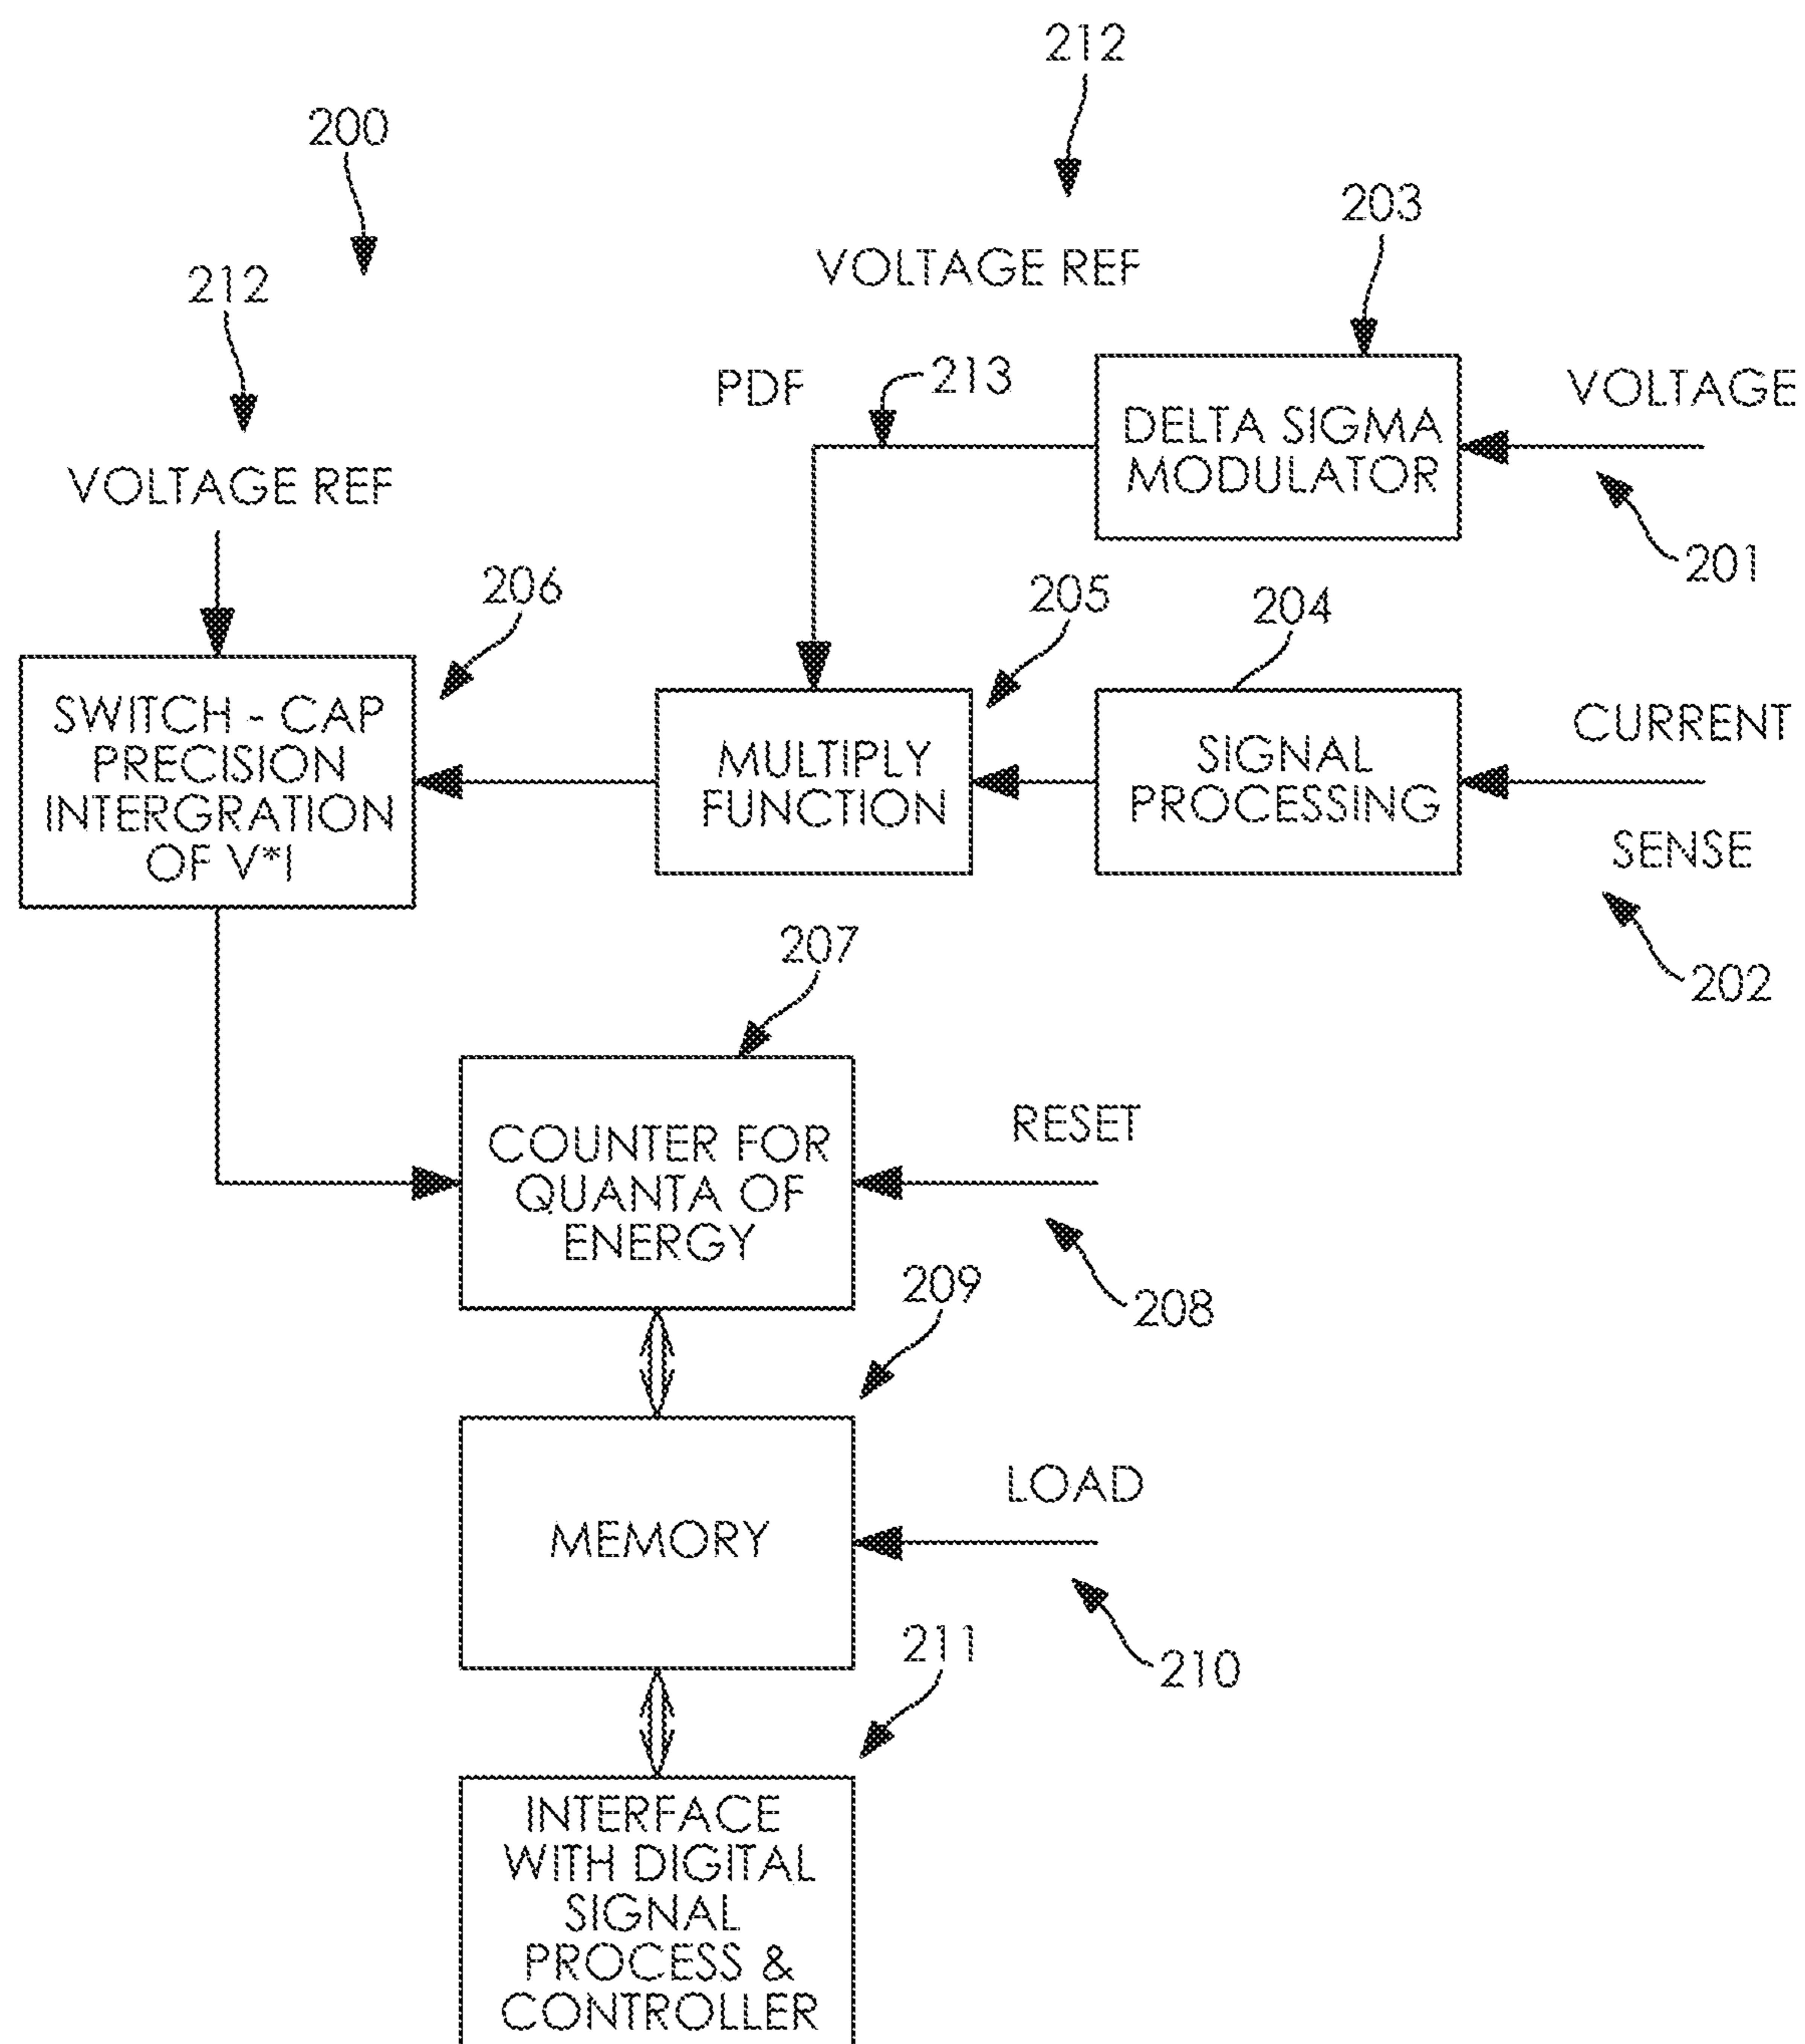 212
200
203
212
VOLTAGE REF
PDF
213
VOLTAGE
DELTA SIGMA
MODULATOR
VOLTAGE REF
201
206
205
204
SWITCH - CAP
PRECISION
INTERGRATION
OF V*I
MULTIPLY
FUNCTION
SIGNAL
PROCESSING
CURRENT
SENSE
207
202
COUNTER FOR
QUANTA OF
ENERGY
RESET
209
208
MEMORY
LOAD
211
210
INTERFACE
WITH DIGITAL
SIGNAL
PROCESS &
CONTROLLER